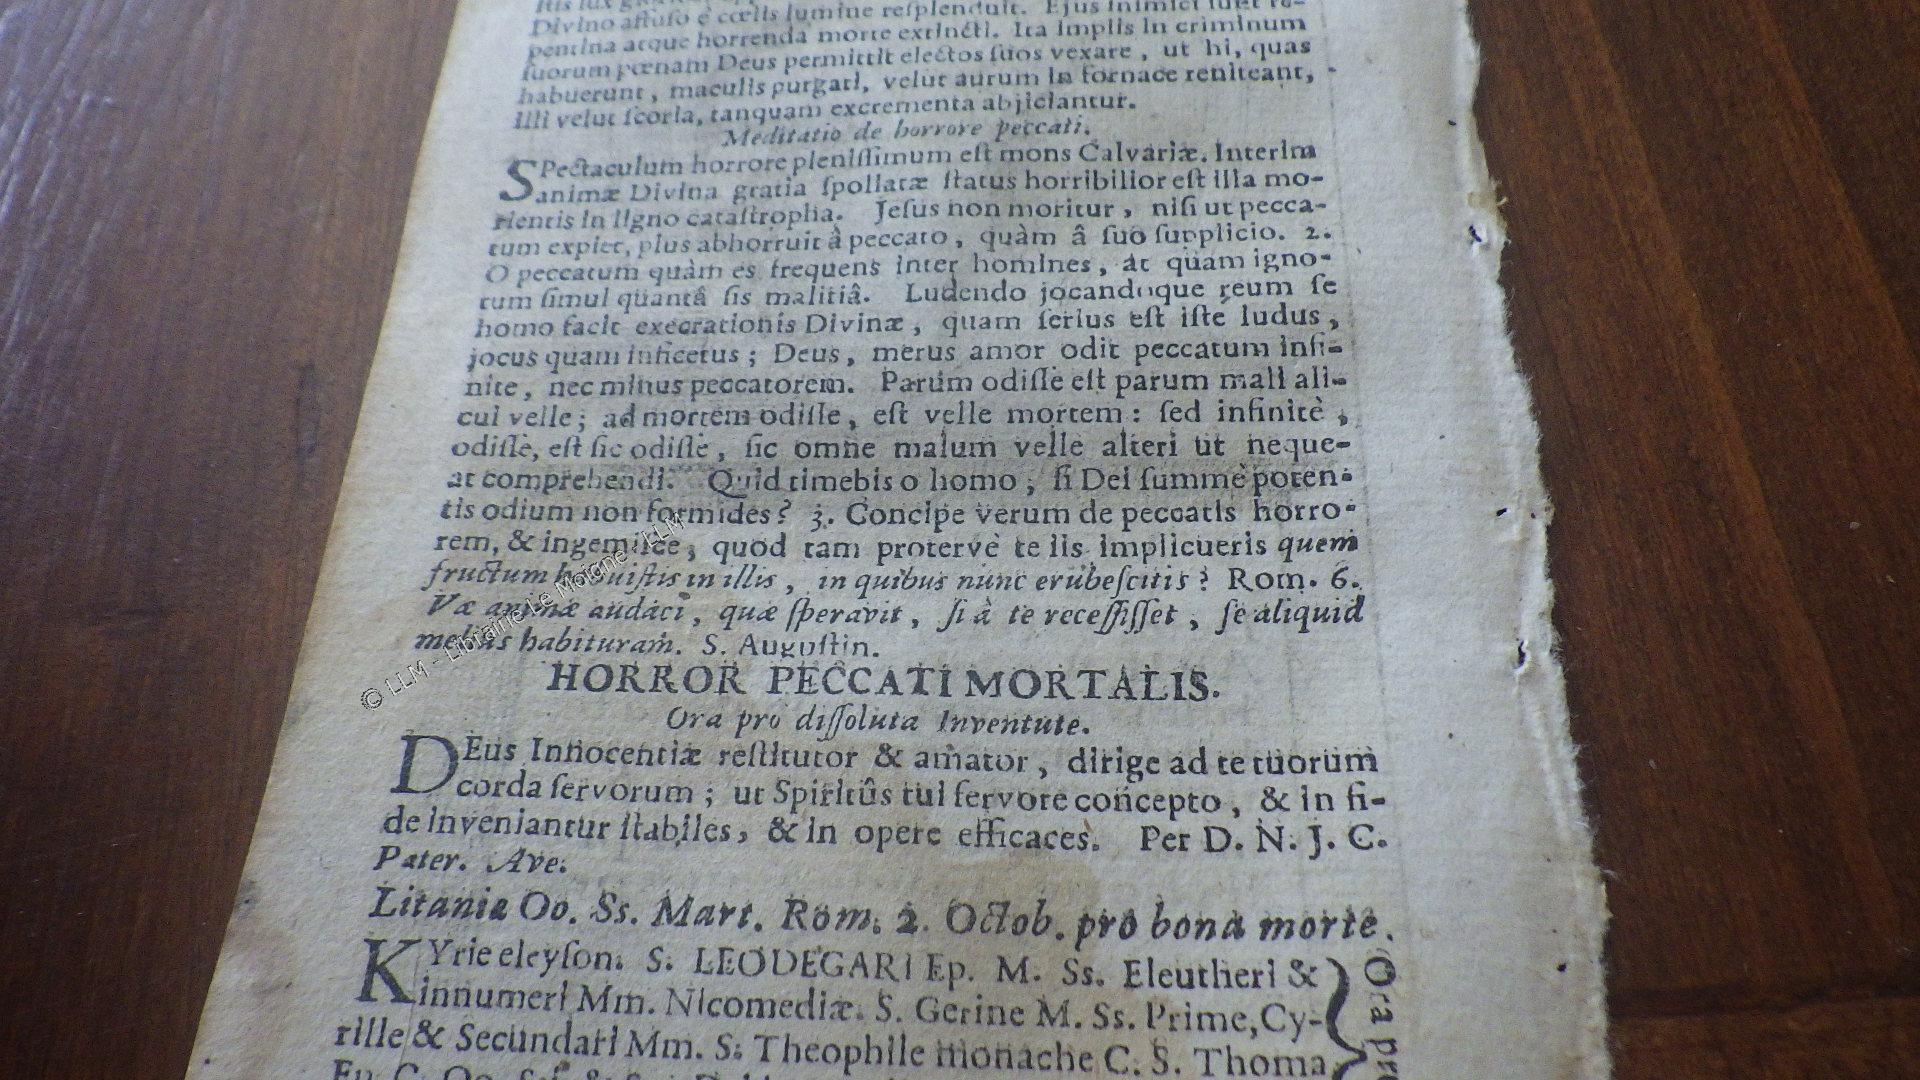 Divino affuso è cœlis lumine resplenduit. Ejus inimici luêt re-
pentina atque horrenda morte extincti. Ita impiis in criminum
suorum pœnam Deus permittit electos suos vexare, ut hi, quas
habuerunt, maculis purgati, velut aurum in fornace reniteant,
illi velut scoria, tanquam excrementa abjiciantur.
Meditatio de horrore peccati.
SPectaculum horrore plenissimum est mons Calvariæ. Interim
animæ Divina gratia spoliatæ status horribilior est illa mo-
rientis in ligno catastropha. Jesus non moritur, nisi ut pecca-
tum expiet, plus abhorruit â peccato, quàm â suo supplicio. 2.
O peccatum quàm es frequens inter homines, at quàm igno-
tum simul quantâ sis malitiâ. Ludendo jocandoque reum se
homo facit execrationis Divinæ, quam serius est iste ludus,
jocus quam inficetus; Deus, merus amor odit peccatum infi-
nite, nec minus peccatorem. Parum odisse est parum mali ali-
cui velle; ad mortem odisse, est velle mortem: sed infinitè,
odisse, est sic odisse, sic omne malum velle alteri ut neque-
at comprehendi. Quid timebis o homo, si Dei summè poten-
tis odium non formides? 3. Concipe verum de peccatis horro-
rem, & ingemisce, quod tam protervè te iis implicueris quem
fructum habuistis in illis, in quibus nunc erubescitis? Rom. 6.
Væ animæ audaci, quæ speravit, si à te recessisset, se aliquid
melius habituram. S. Augustin.
HORROR PECCATI MORTALIS.
Ora pro dissoluta Inventute.
DEus Innocentiæ restitutor & amator, dirige ad te tuorum
corda servorum; ut Spiritûs tui fervore concepto, & in fi-
de inveniantur stabiles, & in opere efficaces. Per D. N. J. C.
Pater. Ave.
Litaniæ Oo. Ss. Mart. Rom. 2. Octob. pro bona morte.
KYrie eleyson. S. LEODEGARI Ep. M. Ss. Eleutheri &
innumeri Mm. Nicomediæ. S. Gerine M. Ss. Prime, Cy-
rille & Secundari Mm. S. Theophile monache C. S. Thoma
Ora pro
© LLM - Librairie Le Moigne - LLM